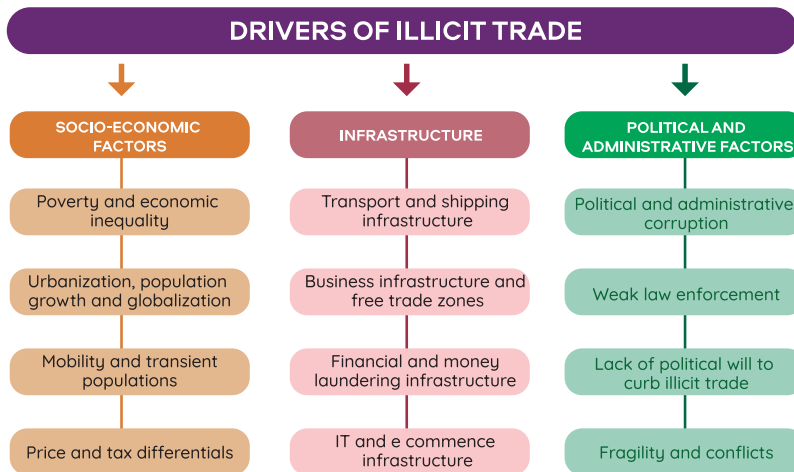 DRIVERS OF ILLICIT TRADE
SOCIO-ECONOMIC
FACTORS
Poverty and economic
inequality
Urbanization, population
growth and globalization
Mobility and transient
populations
Price and tax differentials
INFRASTRUCTURE
Transport and shipping
infrastructure
Business infrastructure and
free trade zones
Financial and money
laundering infrastructure
IT and e commence
infrastructure
POLITICAL AND
ADMINISTRATIVE FACTORS
Political and administrative
corruption
Weak law enforcement
Lack of political will to
curb illicit trade
Fragility and conflicts